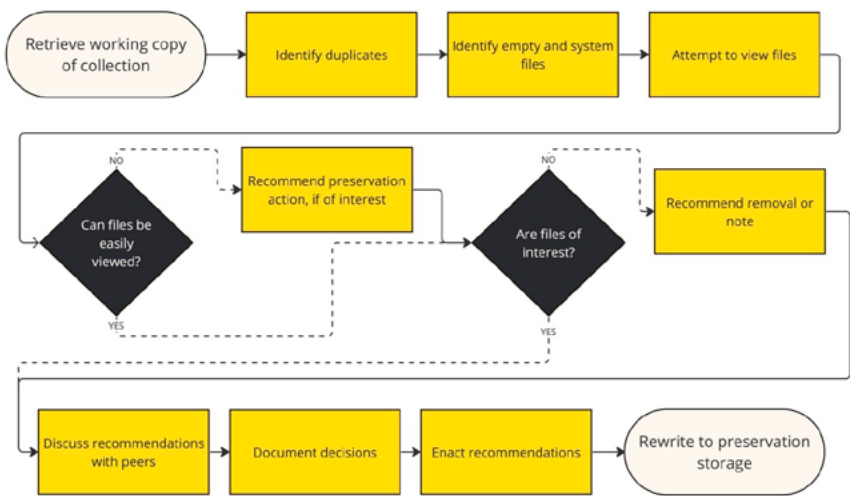 Retrieve working copy
of collection
Identify duplicates
Identify empty and system
files
Attempt to view files
NO
Recommend preservation
action, if of interest
Can files be
easily
viewed?
YES
NO
Are files of
interest?
YES
Recommend removal or
note
Discuss recommendations
with peers
Document decisions
Enact recommendations
Rewrite to preservation
storage